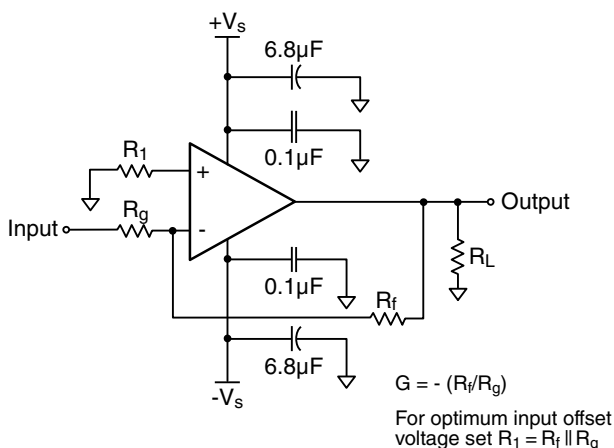 +Vs
6.8µF
R1
+
0.1µF
Input
Rg
-
Output
0.1µF
RL
Rf
6.8µF
-Vs
G = - (Rf/Rg)
For optimum input offset
voltage set R1 = Rf || Rg